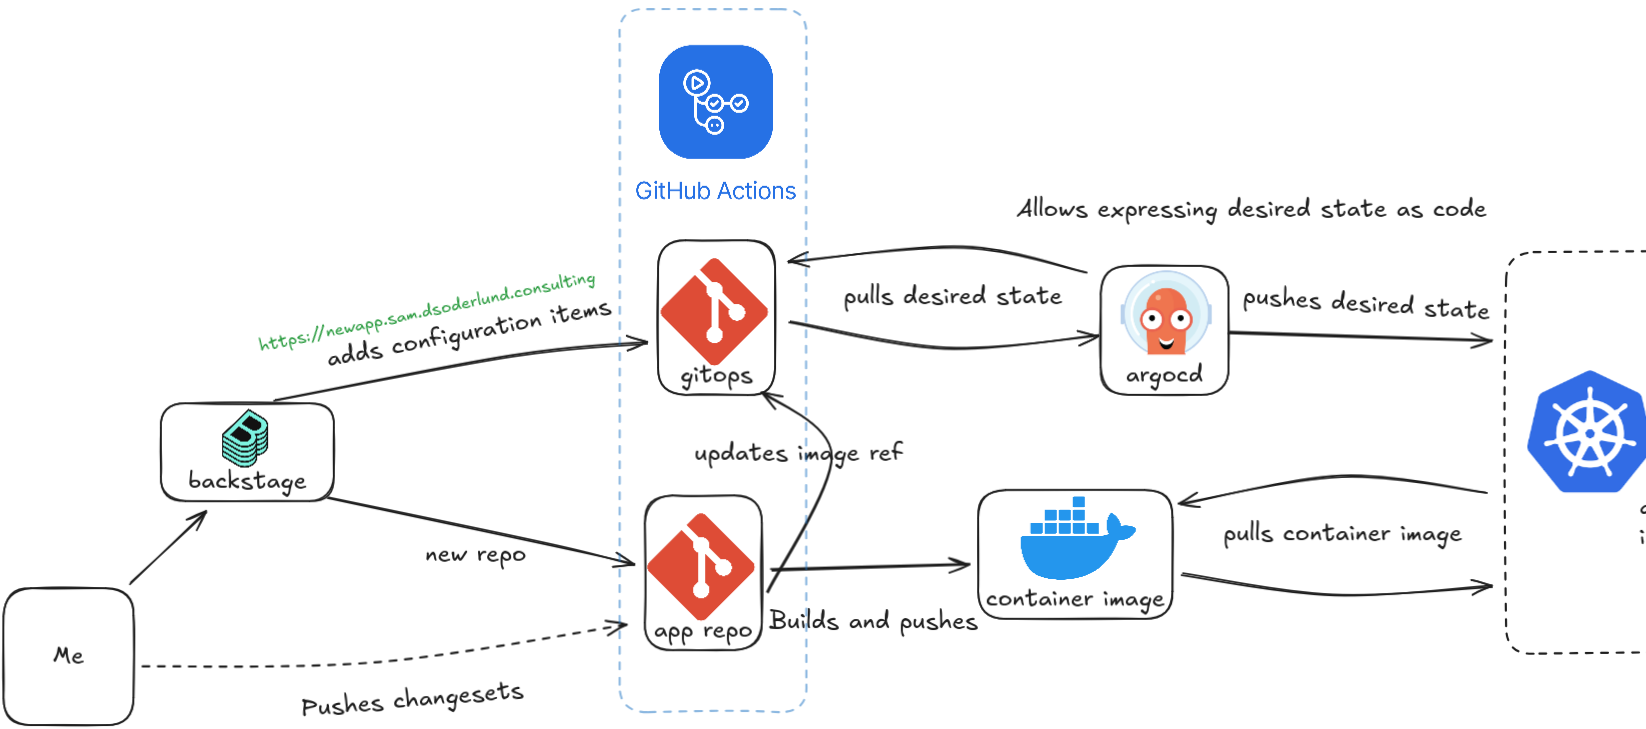 GitHub Actions
Allows expressing desired state as code
https://newapp.sam.dsoderlund.consulting
adds configuration items
pulls desired state
pushes desired state
gitops
argocd
updates image ref
backstage
new repo
pulls container image
container image
Builds and pushes
app repo
Me
Pushes changesets